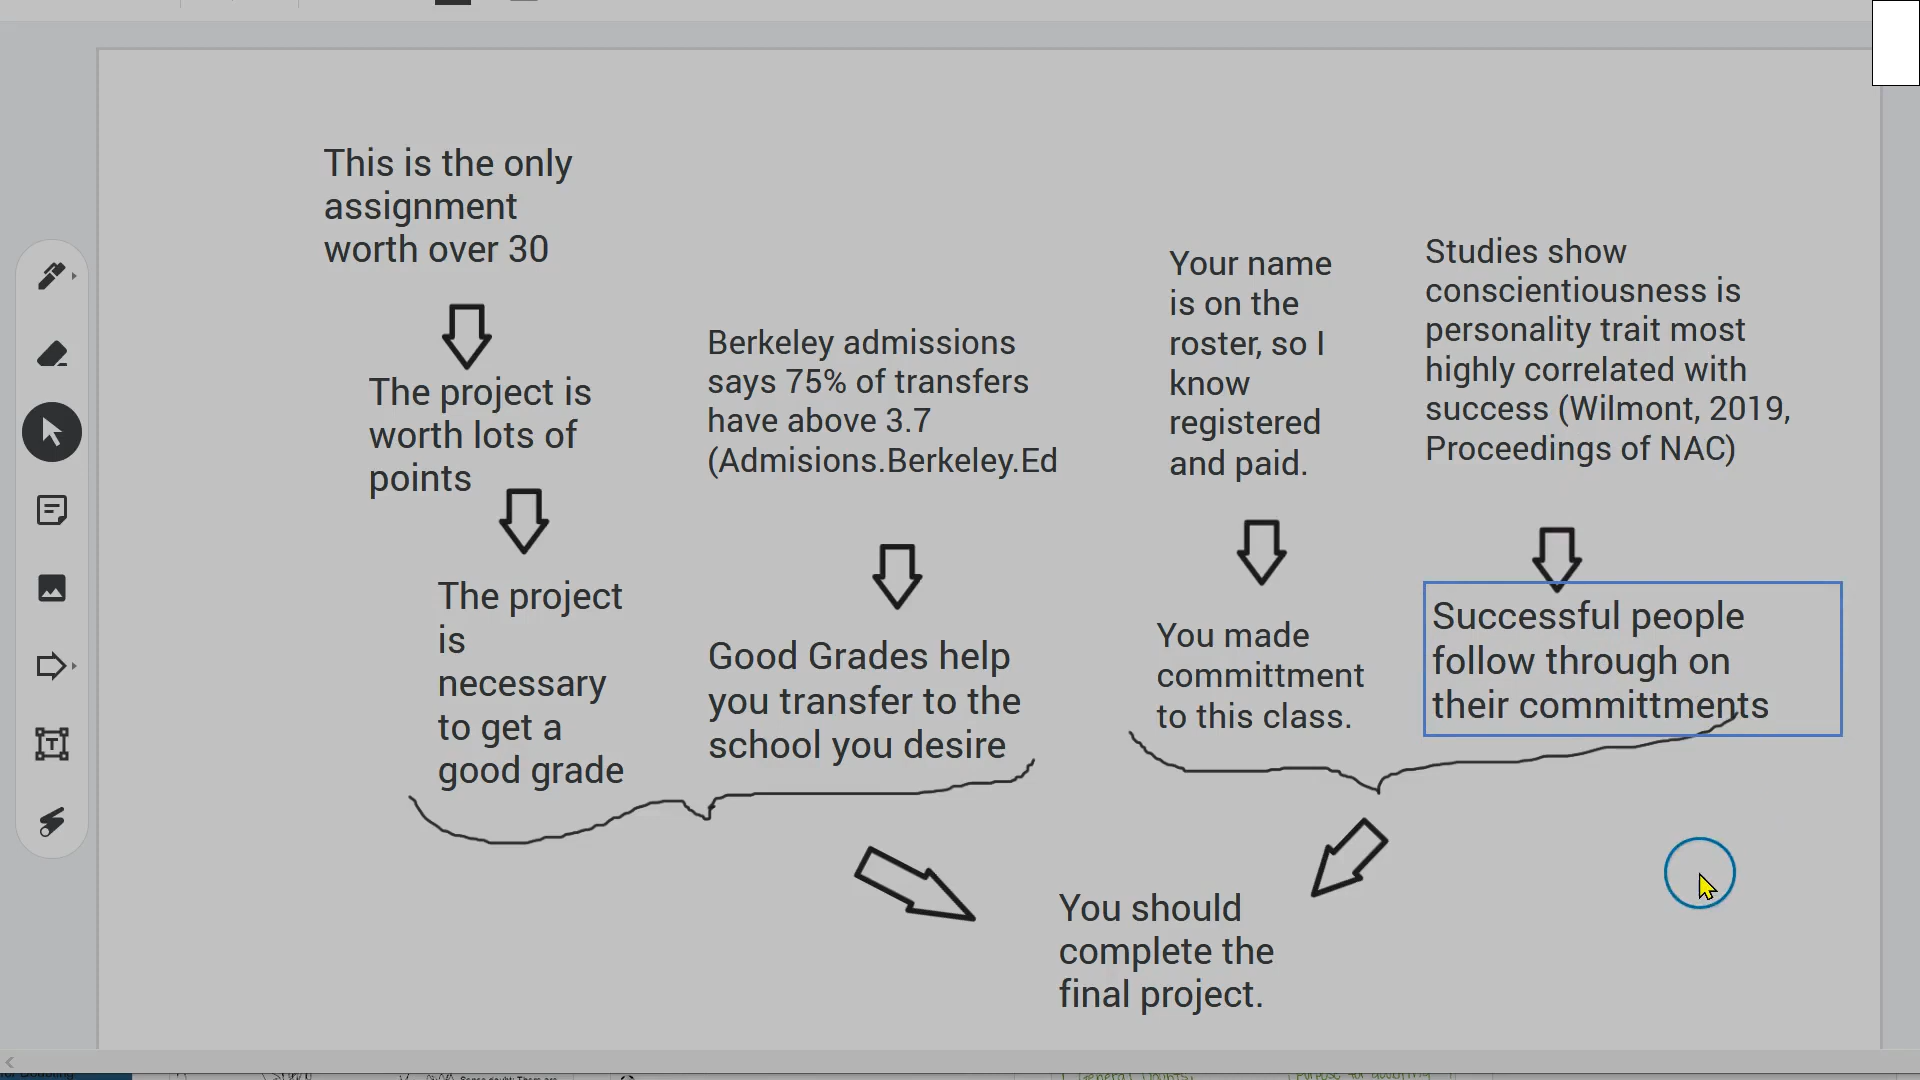 This is the only
assignment
worth over 30
The project is
worth lots of
points
The project
is
necessary
to get a
good grade
Berkeley admissions
says 75% of transfers
have above 3.7
(Admisions.Berkeley.Ed
Good Grades help
you transfer to the
school you desire
Your name
is on the
roster, so I
know
registered
and paid.
You made
committment
to this class.
Studies show
conscientiousness is
personality trait most
highly correlated with
success (Wilmont, 2019,
Proceedings of NAC)
Successful people
follow through on
their committments
You should
complete the
final project.